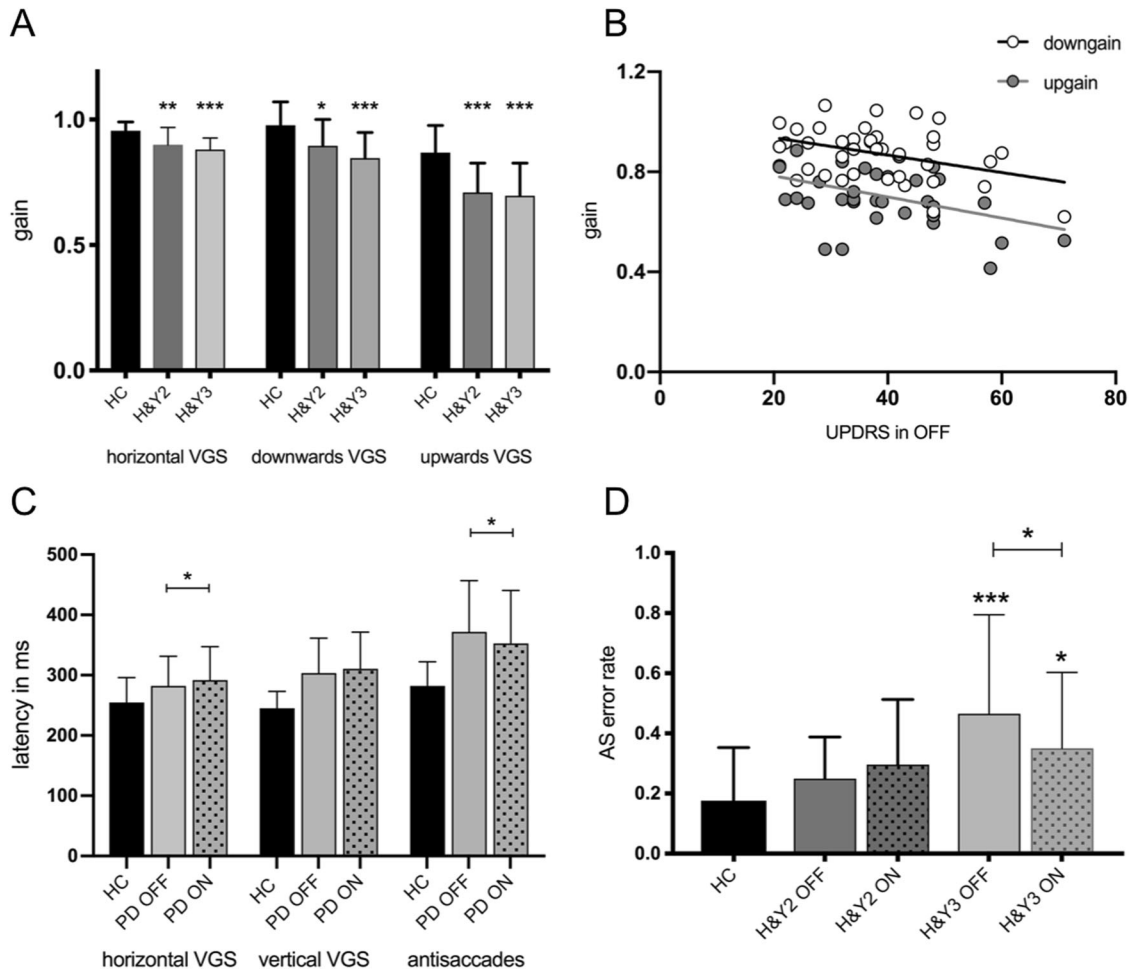 A
gain
1.0
0.5
0.0
** *** * *** *** ***
HC H&Y2 H&Y3 HC H&Y2 H&Y3 HC H&Y2 H&Y3
horizontal VGS downwards VGS upwards VGS
B
downgain
upgain
gain
1.2
0.8
0.4
0.0
0 20 40 60 80
UPDRS in OFF
C
latency in ms
500
400
300
200
100
0
* *
HC PD OFF PD ON HC PD OFF PD ON HC PD OFF PD ON
horizontal VGS vertical VGS antisaccades
D
AS error rate
1.0
0.8
0.6
0.4
0.2
0.0
*
***
*
HC H&Y2 OFF H&Y2 ON H&Y3 OFF H&Y3 ON